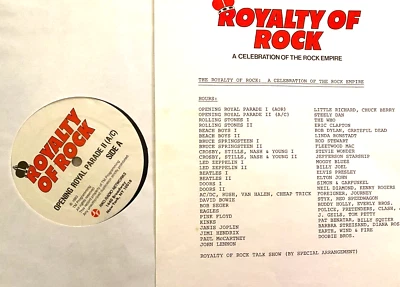 ROYALTY OF
ROCK
A CELEBRATION OF THE ROCK EMPIRE
THE ROYALTY OF ROCK: A CELEBRATION OF THE ROCK EMPIRE
HOURS:
OPENING ROYAL PARADE I (AOR) LITTLE RICHARD, CHUCK BERRY
OPENING ROYAL PARADE II (A/C) STEELY DAN
ROLLING STONES I THE WHO
ROLLING STONES II ERIC CLAPTON
BEACH BOYS I BOB DYLAN, GRATEFUL DEAD
BEACH BOYS II LINDA RONSTADT
BRUCE SPRINGSTEEN I ROD STEWART
BRUCE SPRINGSTEEN II FLEETWOOD MAC
CROSBY, STILLS, NASH & YOUNG I STEVIE WONDER
CROSBY, STILLS, NASH & YOUNG II JEFFERSON STARSHIP
LED ZEPPELIN I MOODY BLUES
LED ZEPPELIN II BILLY JOEL
BEATLES I ELVIS PRESLEY
BEATLES II ELTON JOHN
DOORS I SIMON & GARFUNKEL
DOORS II NEIL DIAMOND, KENNY ROGERS
AC/DC, RUSH, VAN HALEN, CHEAP TRICK FOREIGNER, JOURNEY
DAVID BOWIE STYX, REO SPEEDWAGON
BOB SEGER BUDDY HOLLY, EVERLY BROS.
EAGLES POLICE, PRETENDERS, CLASH,
PINK FLOYD J. GEILS, TOM PETTY
KINKS PAT BENATAR, BILLY SQUIER
JANIS JOPLIN BARBRA STREISAND, DIANA ROSS
JIMI HENDRIX EARTH, WIND & FIRE
PAUL McCARTNEY DOOBIE BROS.
JOHN LENNON
ROYALTY OF ROCK TALK SHOW (BY SPECIAL ARRANGEMENT)
ROYALTY
OF ROCK
OPENING ROYAL PARADE II (A/C)
SIDE A